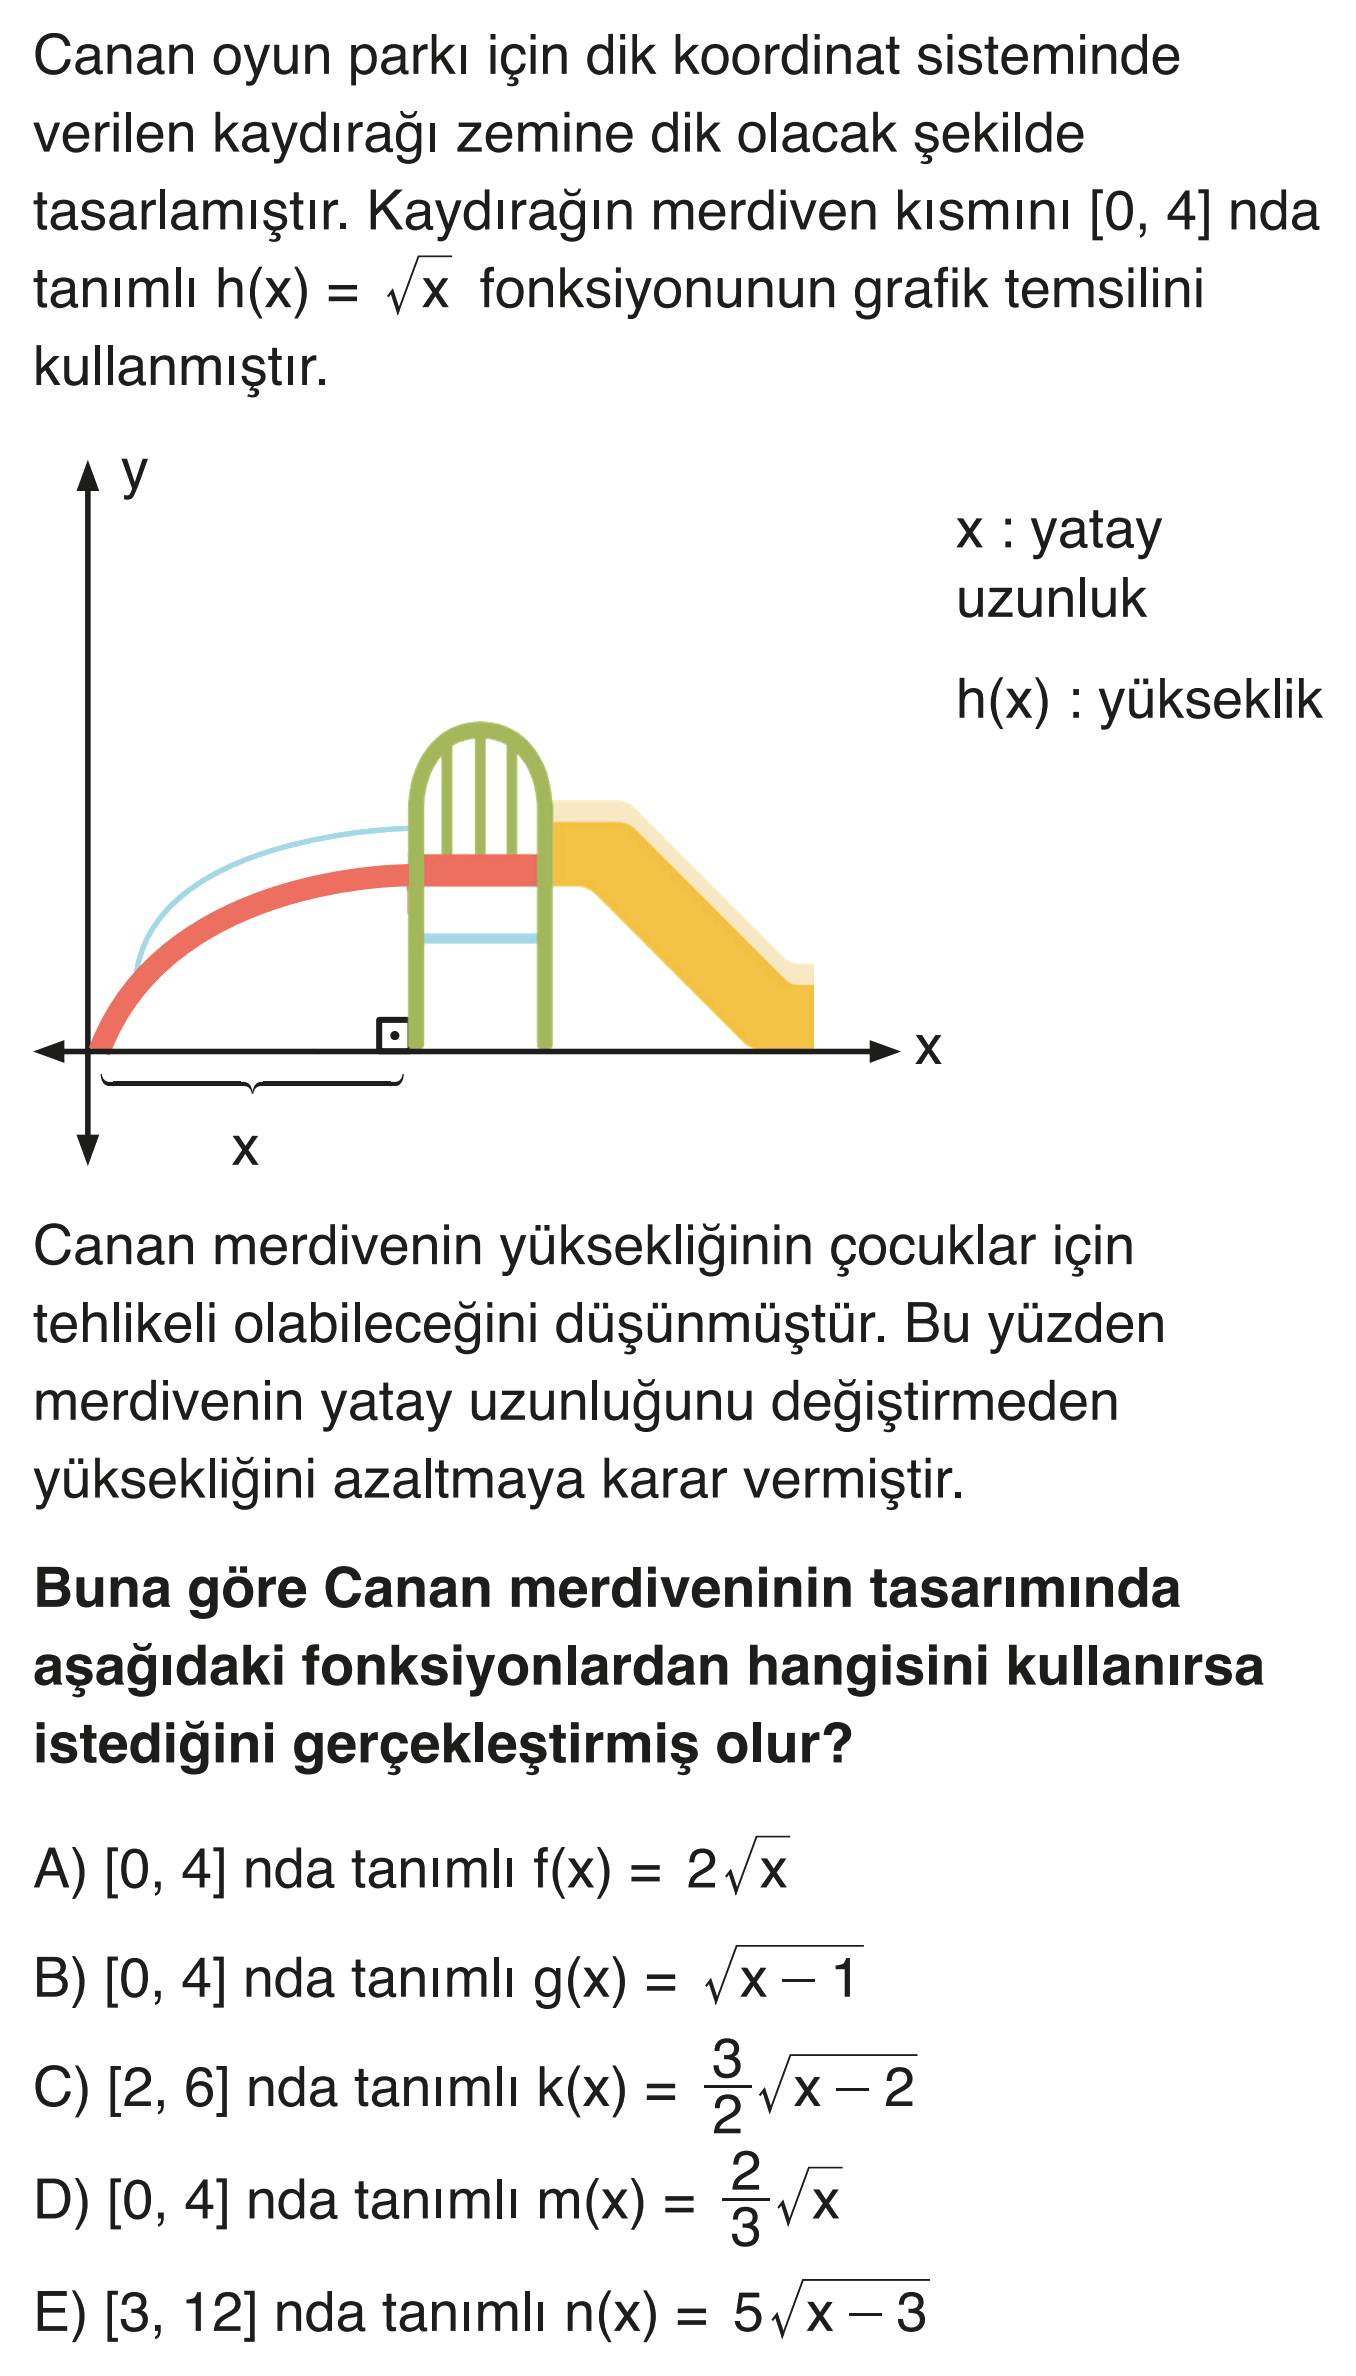 Canan oyun parkı için dik koordinat sisteminde
verilen kaydırağı zemine dik olacak şekilde
tasarlamıştır. Kaydırağın merdiven kısmını [0, 4] nda
tanımlı h(x) = √x fonksiyonunun grafik temsilini
kullanmıştır.
y
x : yatay
uzunluk
h(x) : yükseklik
x
x
Canan merdivenin yüksekliğinin çocuklar için
tehlikeli olabileceğini düşünmüştür. Bu yüzden
merdivenin yatay uzunluğunu değiştirmeden
yüksekliğini azaltmaya karar vermiştir.
Buna göre Canan merdiveninin tasarımında
aşağıdaki fonksiyonlardan hangisini kullanırsa
istediğini gerçekleştirmiş olur?
A) [0, 4] nda tanımlı f(x) = 2√x
B) [0, 4] nda tanımlı g(x) = √(x – 1)
C) [2, 6] nda tanımlı k(x) = 3/2√(x – 2)
D) [0, 4] nda tanımlı m(x) = 2/3√x
E) [3, 12] nda tanımlı n(x) = 5√(x – 3)